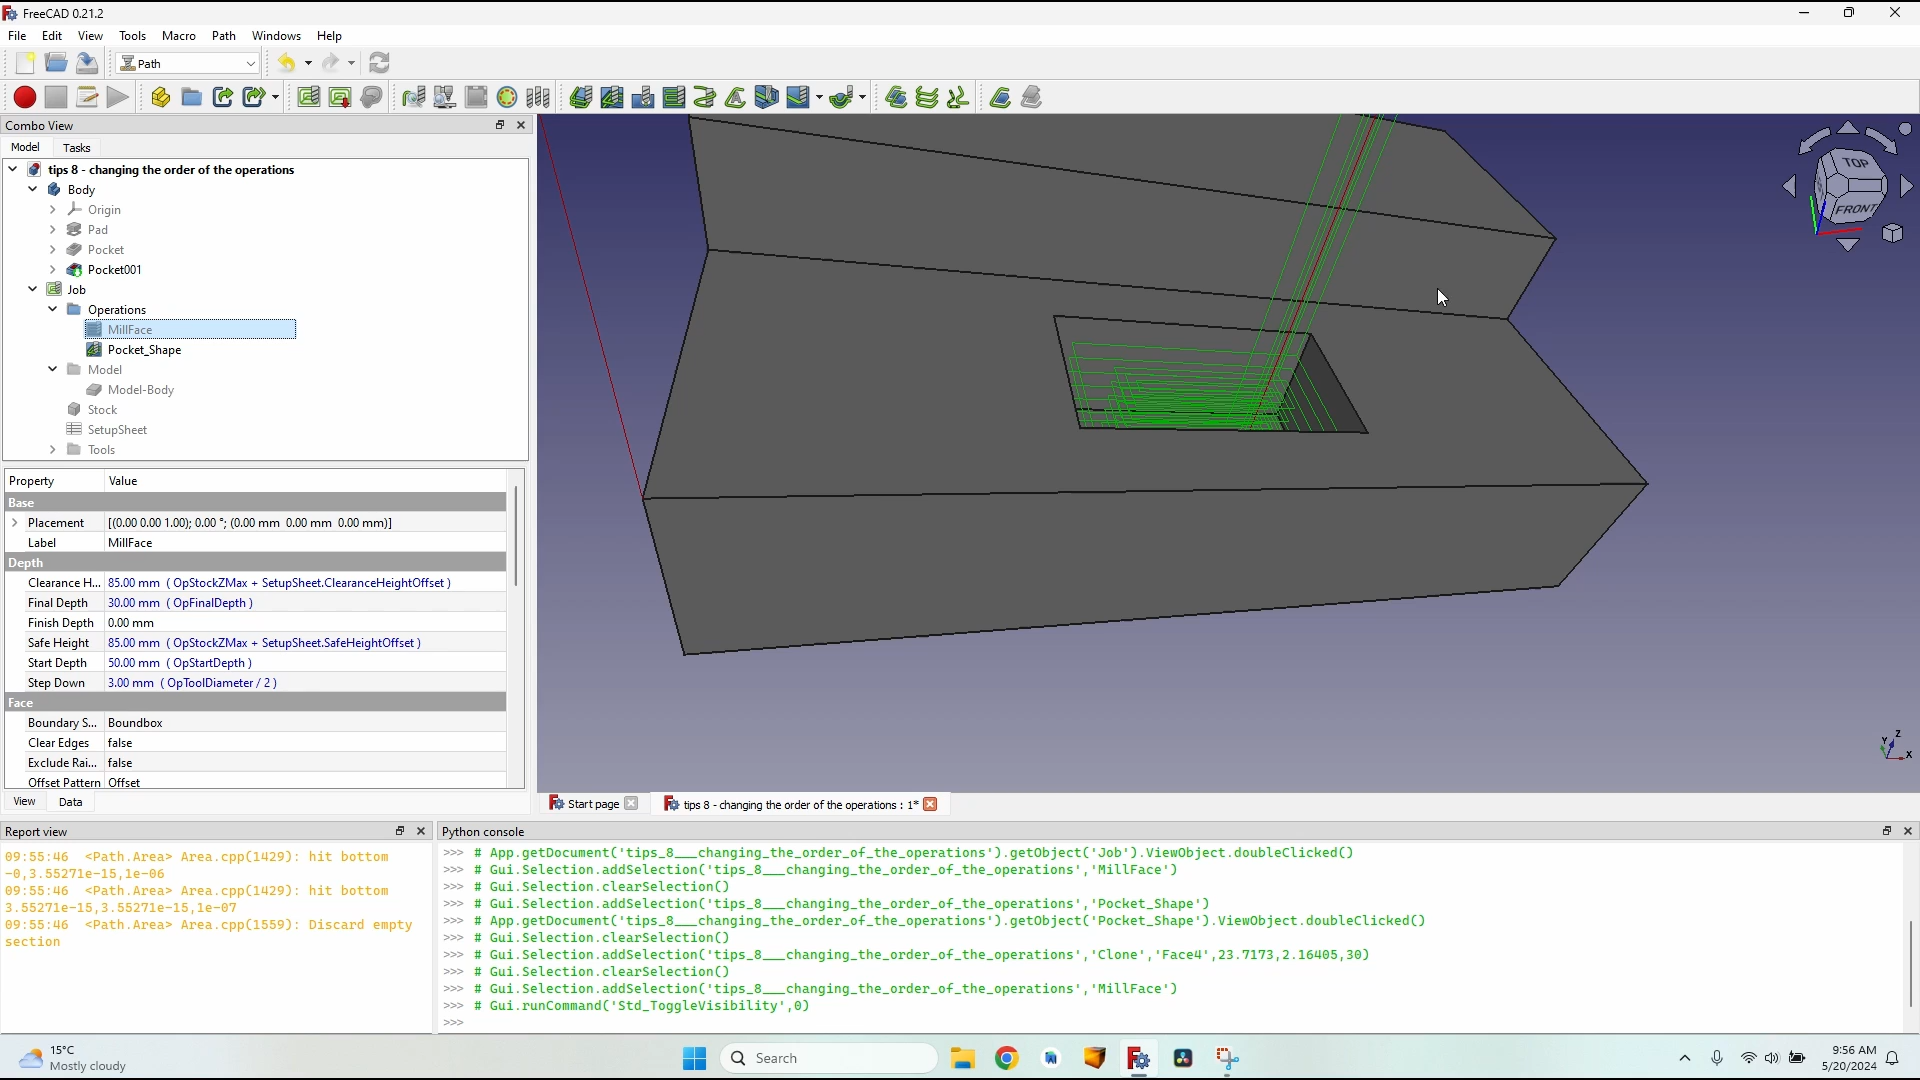 FreeCAD 0.21.2
File Edit View Tools Macro Path Windows Help
Path
Combo View
Model Tasks
tips 8 - changing the order of the operations
Body
Origin
Pad
Pocket
Pocket001
Job
Operations
MillFace
Pocket_Shape
Model
Model-Body
Stock
SetupSheet
Tools
Property Value
Base
Placement [(0.00 0.00 1.00); 0.00 °; (0.00 mm 0.00 mm 0.00 mm)]
Label MillFace
Depth
Clearance H... 85.00 mm ( OpStockZMax + SetupSheet.ClearanceHeightOffset )
Final Depth 30.00 mm ( OpFinalDepth )
Finish Depth 0.00 mm
Safe Height 85.00 mm ( OpStockZMax + SetupSheet.SafeHeightOffset )
Start Depth 50.00 mm ( OpStartDepth )
Step Down 3.00 mm ( OpToolDiameter / 2 )
Face
Boundary S... Boundbox
Clear Edges false
Exclude Rai... false
Offset Pattern Offset
View Data
TOP
FRONT
Z
Y
X
Start page tips 8 - changing the order of the operations : 1*
Report view
09:55:46 <Path.Area> Area.cpp(1429): hit bottom
-0,3.55271e-15,1e-06
09:55:46 <Path.Area> Area.cpp(1429): hit bottom
3.55271e-15,3.55271e-15,1e-07
09:55:46 <Path.Area> Area.cpp(1559): Discard empty
section
Python console
>>> # App.getDocument('tips_8___changing_the_order_of_the_operations').getObject('Job').ViewObject.doubleClicked()
>>> # Gui.Selection.addSelection('tips_8___changing_the_order_of_the_operations','MillFace')
>>> # Gui.Selection.clearSelection()
>>> # Gui.Selection.addSelection('tips_8___changing_the_order_of_the_operations','Pocket_Shape')
>>> # App.getDocument('tips_8___changing_the_order_of_the_operations').getObject('Pocket_Shape').ViewObject.doubleClicked()
>>> # Gui.Selection.clearSelection()
>>> # Gui.Selection.addSelection('tips_8___changing_the_order_of_the_operations','Clone','Face4',23.7173,2.16405,30)
>>> # Gui.Selection.clearSelection()
>>> # Gui.Selection.addSelection('tips_8___changing_the_order_of_the_operations','MillFace')
>>> # Gui.runCommand('Std_ToggleVisibility',0)
>>>
15°C
Mostly cloudy
Search
9:56 AM
5/20/2024